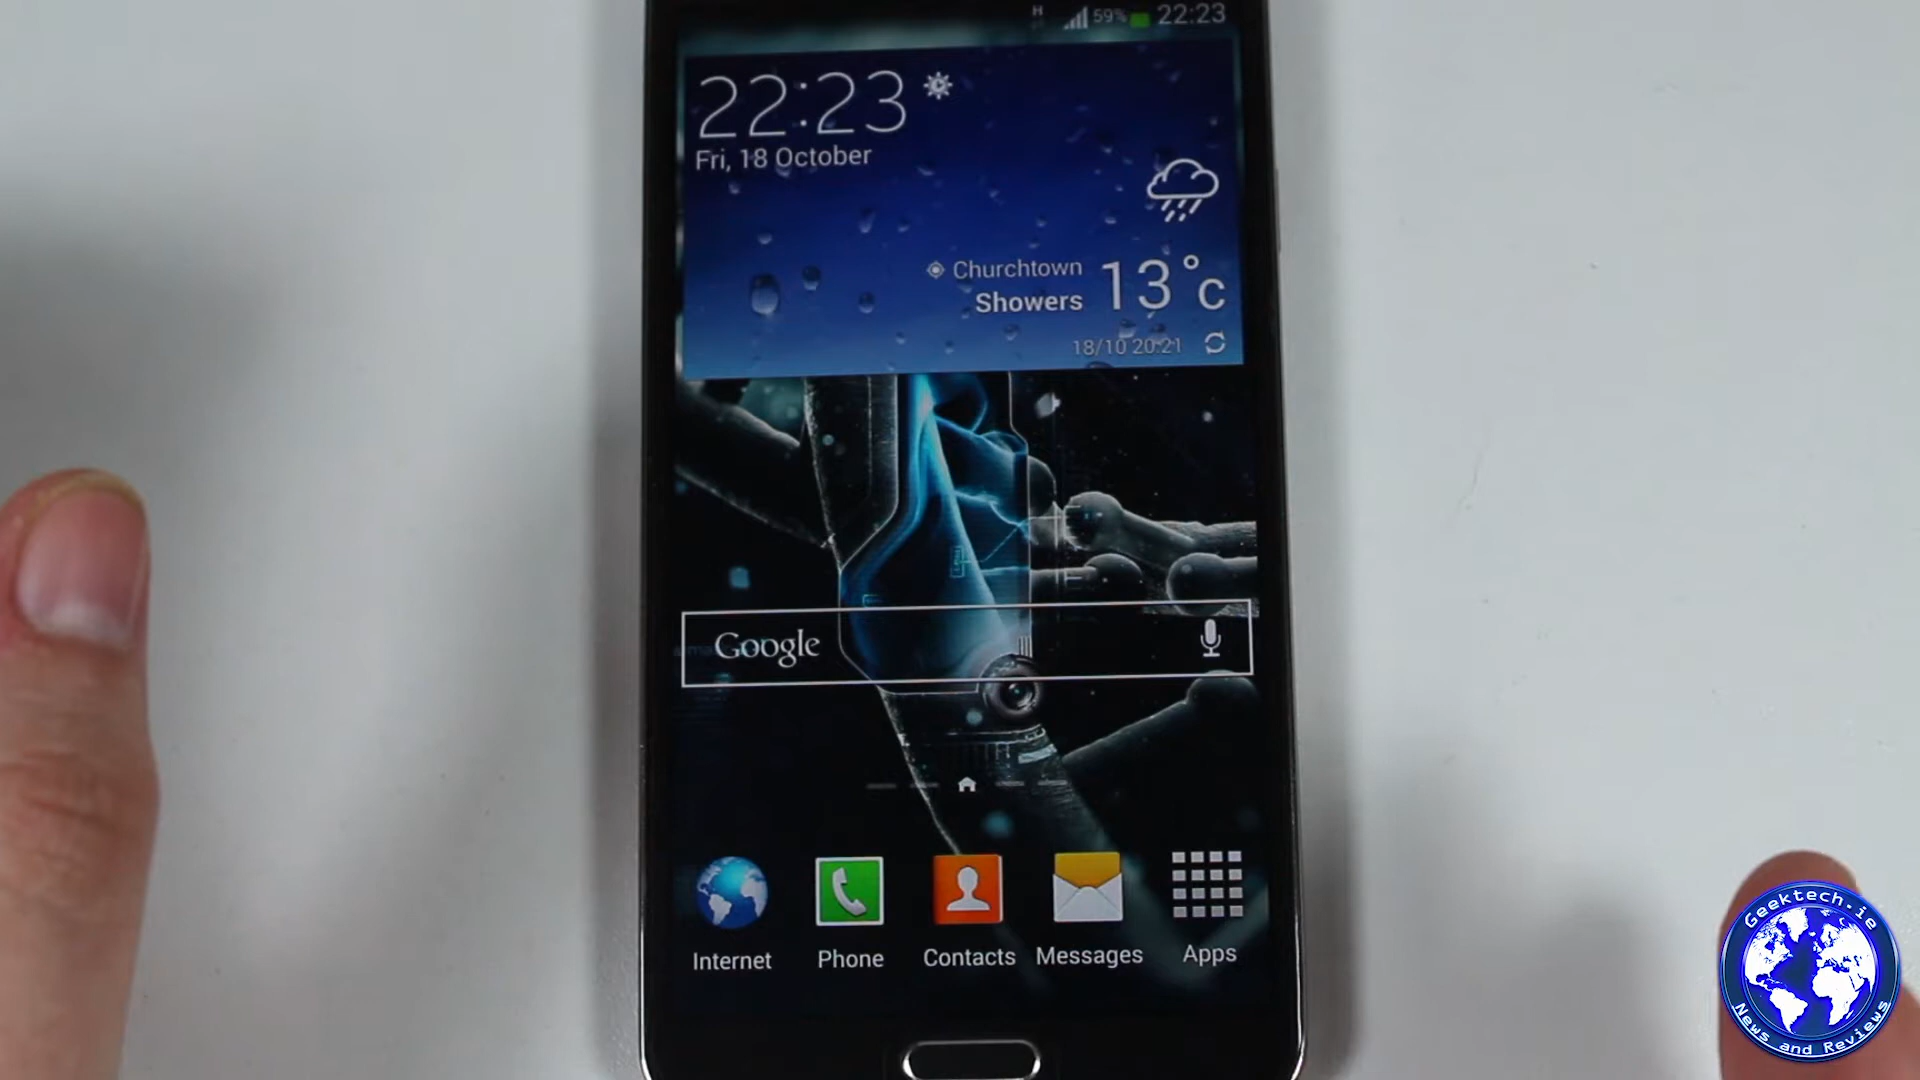 H 59% 22:23
22:23
Fri, 18 October
Churchtown
Showers
13°C
18/10 20:21
Google
Internet Phone Contacts Messages Apps
Geektech.ie
News and Reviews